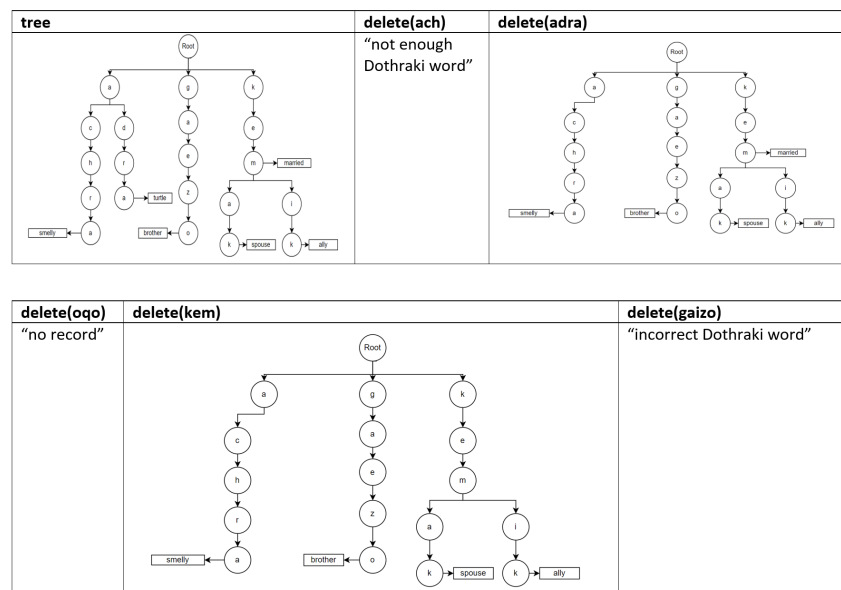 tree
delete(ach)
delete(adra)
Root
a g k
c d a e
h r e m married
r a turtle z a i
smelly a brother o k spouse k ally
“not enough
Dothraki word”
Root
a g k
c a e
h e m married
r z a i
smelly a brother o k spouse k ally
delete(oqo)
delete(kem)
delete(gaizo)
“no record”
Root
a g k
c a e
h e m
r z a i
smelly a brother o k spouse k ally
“incorrect Dothraki word”